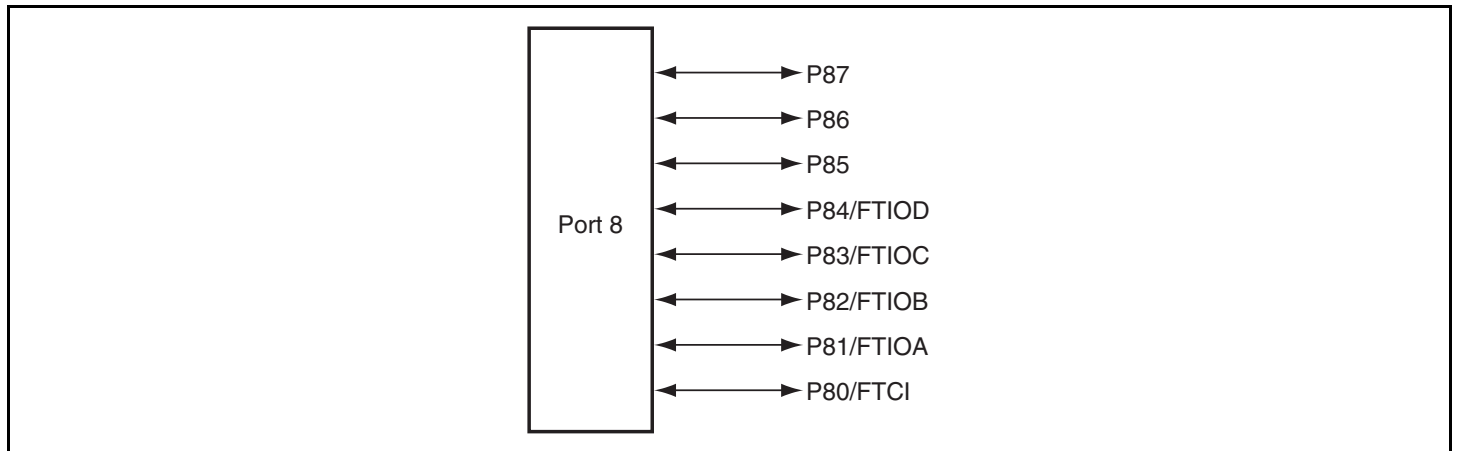 Port 8
P87
P86
P85
P84/FTIOD
P83/FTIOC
P82/FTIOB
P81/FTIOA
P80/FTCI